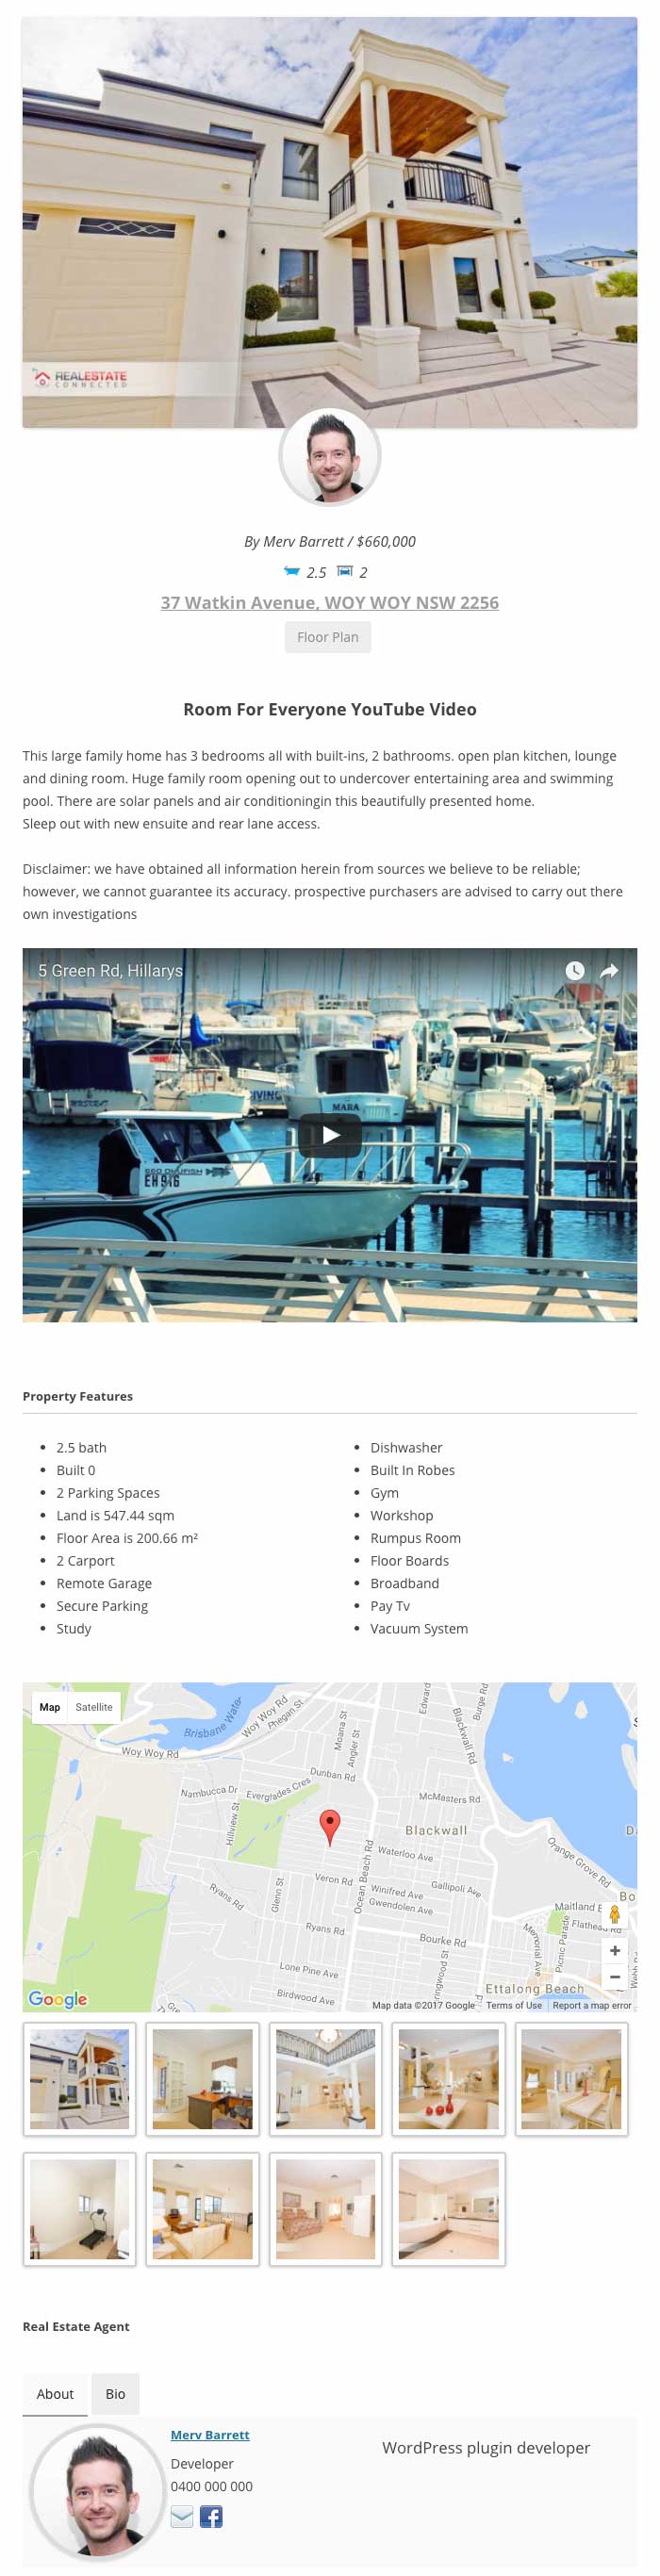 REALESTATE
CONNECTED
By Merv Barrett / $660,000
2.5 2
37 Watkin Avenue, WOY WOY NSW 2256
Floor Plan
Room For Everyone YouTube Video
This large family home has 3 bedrooms all with built-ins, 2 bathrooms. open plan kitchen, lounge
and dining room. Huge family room opening out to undercover entertaining area and swimming
pool. There are solar panels and air conditioningin this beautifully presented home.
Sleep out with new ensuite and rear lane access.
Disclaimer: we have obtained all information herein from sources we believe to be reliable;
however, we cannot guarantee its accuracy. prospective purchasers are advised to carry out there
own investigations
5 Green Rd, Hillarys
MARA
EH916
Property Features
2.5 bath
Built 0
2 Parking Spaces
Land is 547.44 sqm
Floor Area is 200.66 m²
2 Carport
Remote Garage
Secure Parking
Study
Dishwasher
Built In Robes
Gym
Workshop
Rumpus Room
Floor Boards
Broadband
Pay Tv
Vacuum System
Map Satellite
Brisbane Water
Woy Woy Rd
Phegan St
Woy Woy Rd
Moana St
Angler St
Edward
Blackwall Rd
Burge Rd
Dunban Rd
Nambucca Dr
Everglades Cres
McMasters Rd
Hillview St
Blackwall
Waterloo Ave
Orange Grove Rd
Ocean Beach Rd
Veron Rd
Winifred Ave
Gallipoli Ave
Gwendolen Ave
Glenn St
Ryans Rd
Maitland
Bo
Flathead Rd
Ryans Rd
Bourke Rd
Memorial Ave
Picnic Parade
Lone Pine Ave
Ettalong Beach
Birdwood Ave
Google
Map data ©2017 Google Terms of Use Report a map error
Real Estate Agent
About Bio
Merv Barrett
Developer
0400 000 000
WordPress plugin developer